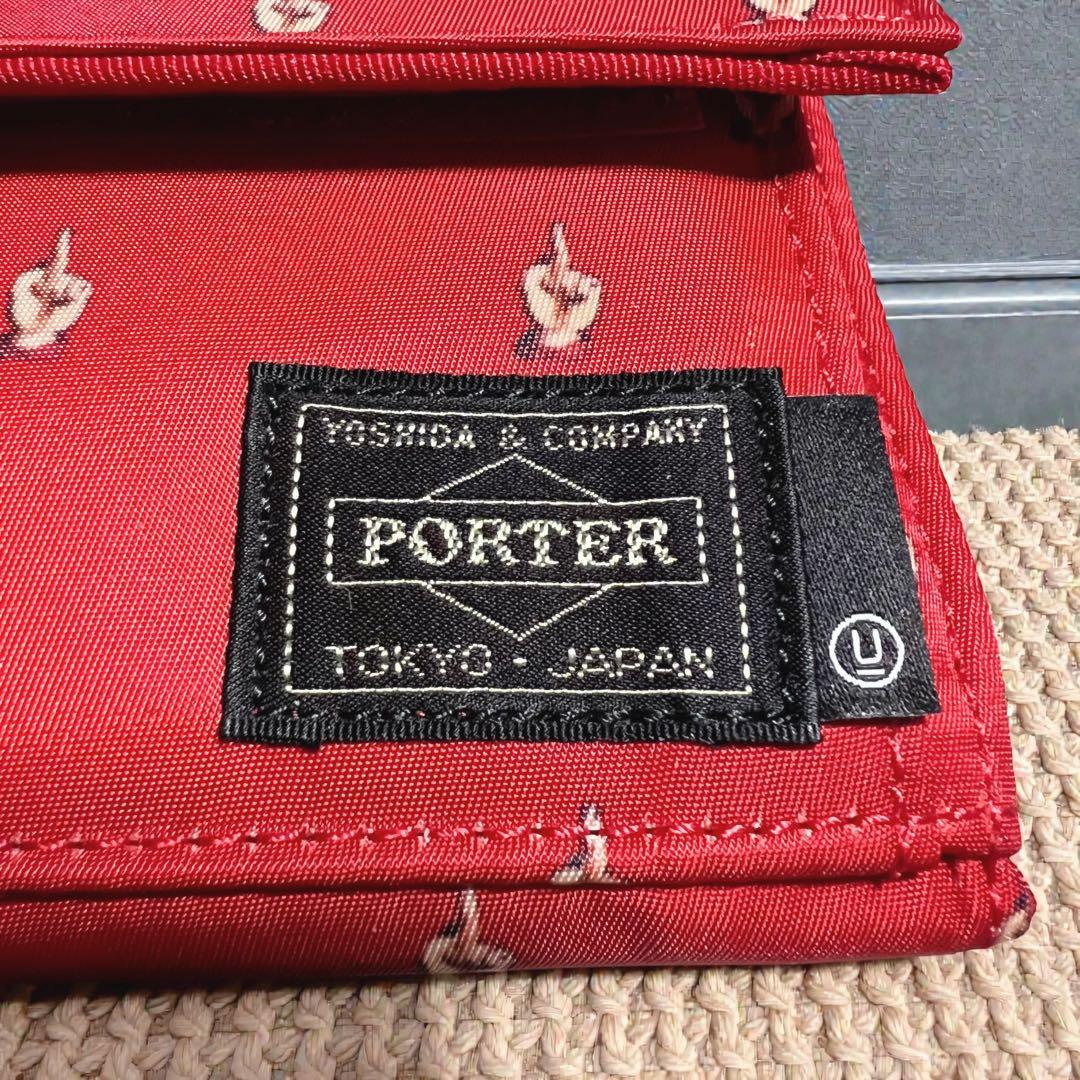 YOSHIDA & COMPANY
PORTER
TOKYO - JAPAN
U